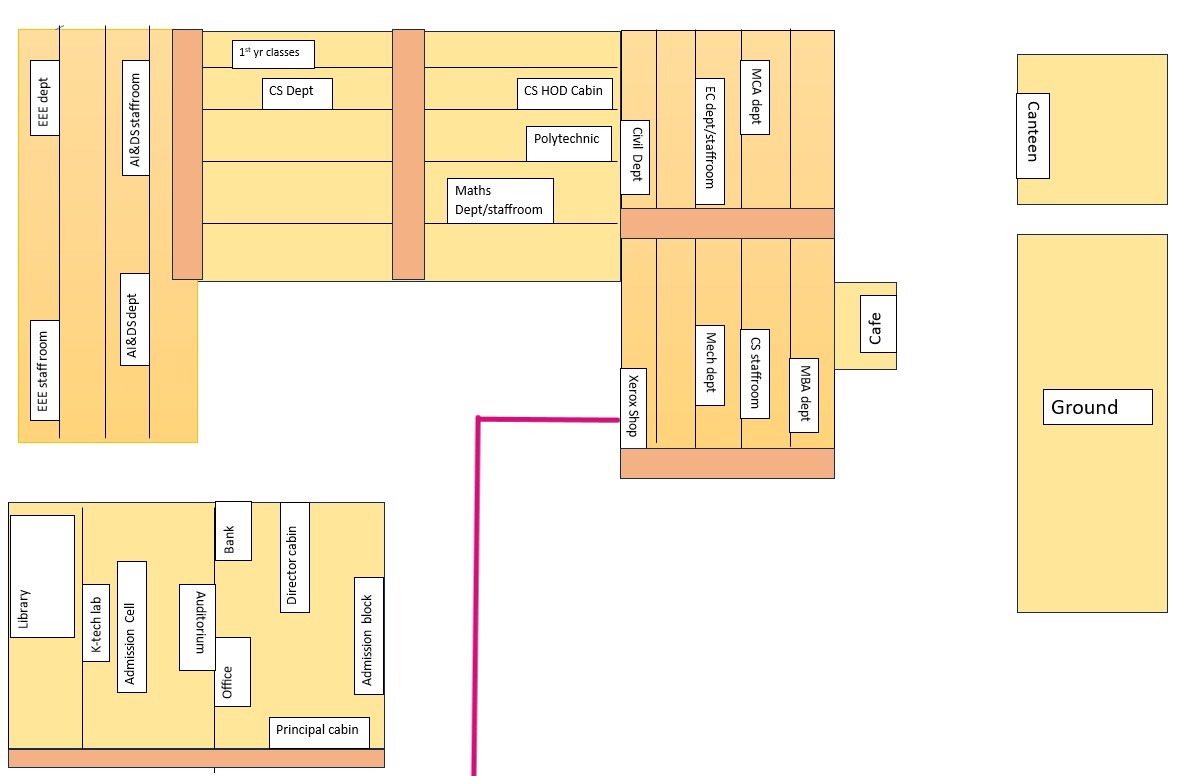 1st yr classes
CS Dept
CS HOD Cabin
Polytechnic
Maths
Dept/staffroom
EEE dept
AI&DS staffroom
AI&DS dept
EEE staff room
Civil Dept
EC dept/staffroom
MCA dept
Canteen
Cafe
Xerox Shop
Mech dept
CS staffroom
MBA dept
Ground
Library
K-tech lab
Admission Cell
Auditorium
Bank
Office
Director cabin
Admission block
Principal cabin